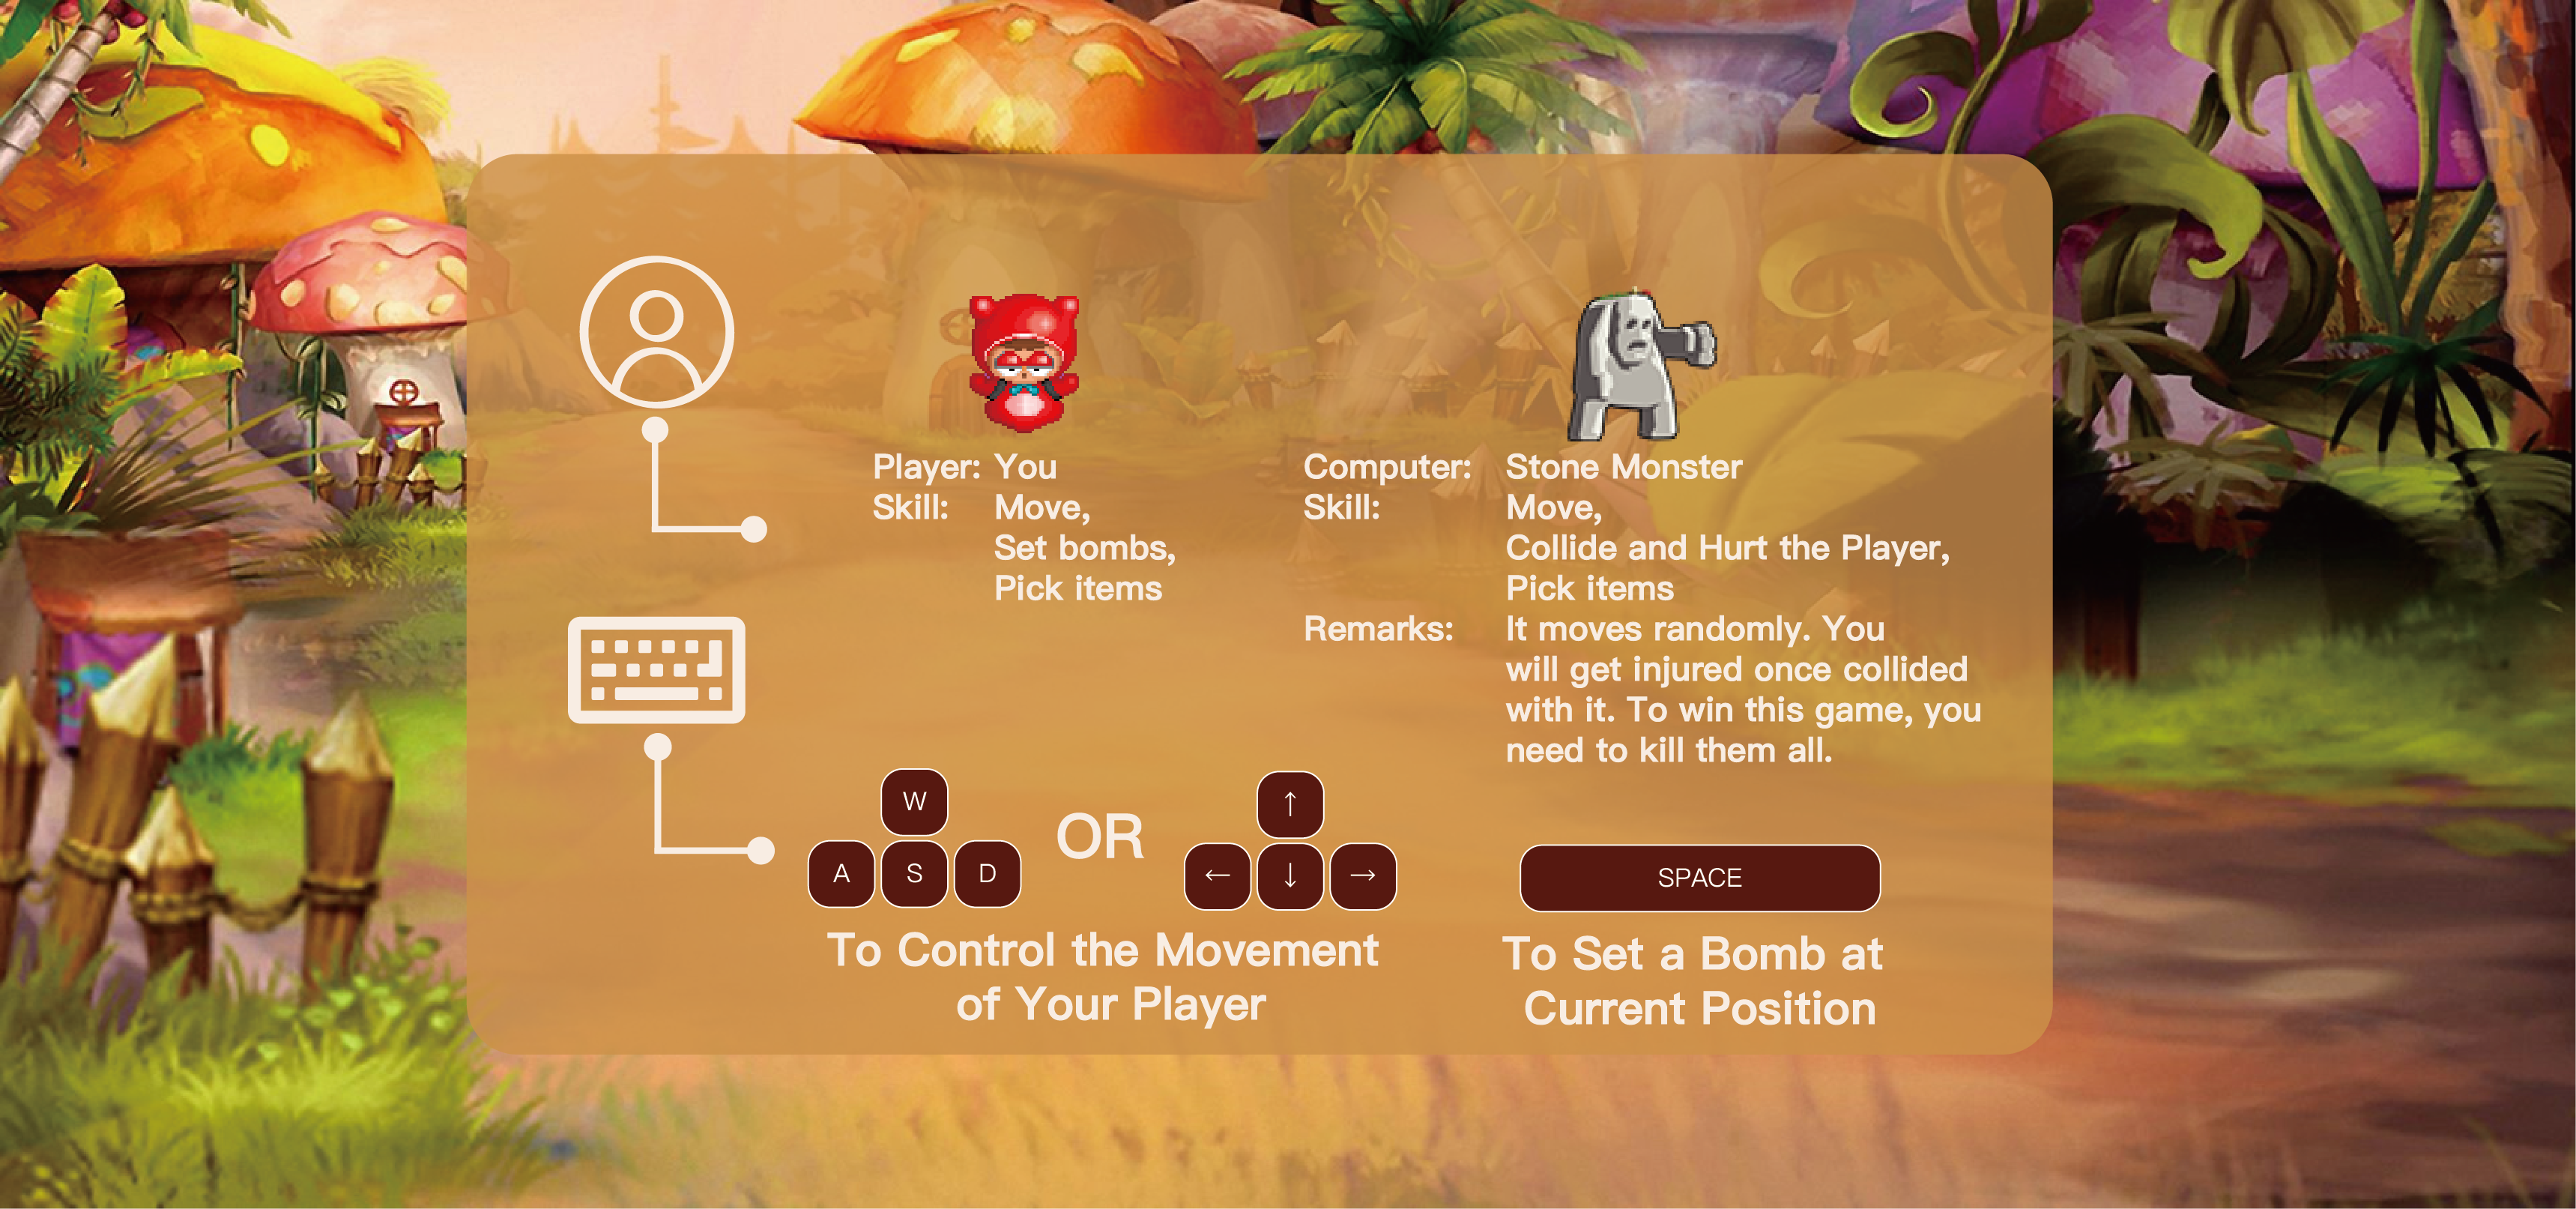 Player: You
Skill: Move,
Set bombs,
Pick items
Computer: Stone Monster
Skill: Move,
Collide and Hurt the Player,
Pick items
Remarks: It moves randomly. You
will get injured once collided
with it. To win this game, you
need to kill them all.
W
A S D
OR
↑
← ↓ →
To Control the Movement
of Your Player
SPACE
To Set a Bomb at
Current Position